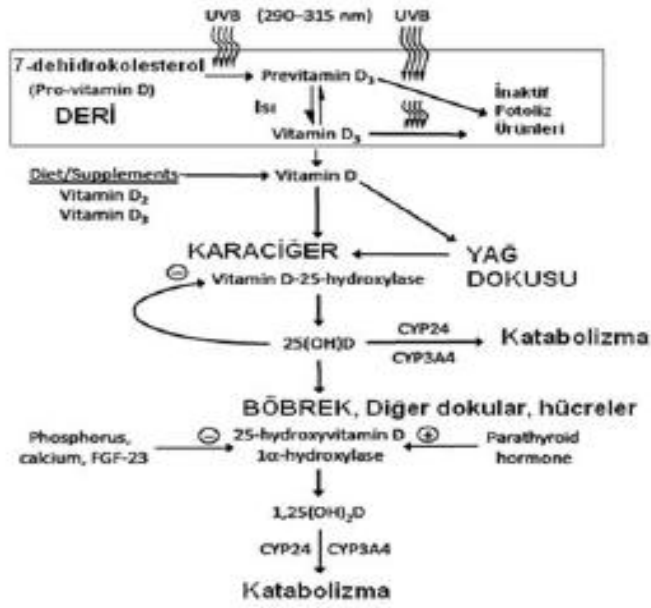 UVB (290–315 nm) UVB
7-dehidrokolesterol
(Pro-vitamin D)
DERİ
Previtamin D₃
Isı
Vitamin D₃
İnaktif
Fotoliz
Ürünleri
Diet/Supplements
Vitamin D₂
Vitamin D₃
Vitamin D
KARACİĞER
YAĞ
DOKUSU
− Vitamin D-25-hydroxylase
25(OH)D
CYP24
CYP3A4
Katabolizma
BÖBREK, Diğer dokular, hücreler
Phosphorus,
calcium, FGF-23
− 25-hydroxyvitamin D +
1α-hydroxylase
Parathyroid
hormone
1,25(OH)₂D
CYP24 CYP3A4
Katabolizma